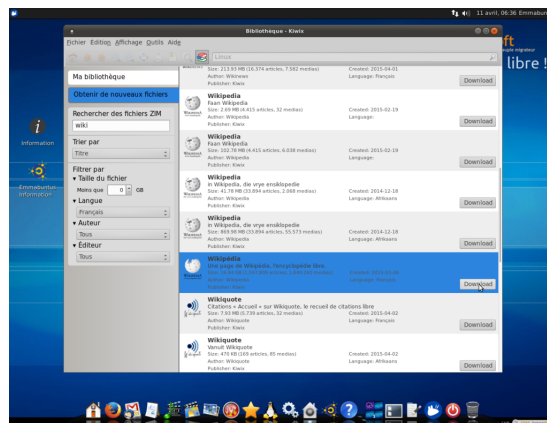 11 avril, 06:36 Emmabun
Bibliothèque - Kiwix
Fichier Edition Affichage Outils Aide
Linux
libre !
Ma bibliothèque
Obtenir de nouveaux fichiers
Rechercher des fichiers ZIM
wiki
Trier par
Titre
Filtrer par
Taille du fichier
Moins que 0 GB
Langue
Français
Auteur
Tous
Éditeur
Tous
Information
Emmabuntus
Information
Size: 213.93 MB (16,374 articles, 7,582 medias) Created: 2015-04-01
Author: Wikinews Language: Français
Publisher: Kiwix
Download
Wikipedia
Faan Wikipedia
Size: 2.69 MB (4,415 articles, 32 medias) Created: 2015-02-19
Author: Wikipedia Language:
Publisher: Kiwix
Download
Wikipedia
Faan Wikipedia
Size: 102.78 MB (4,415 articles, 6,039 medias) Created: 2015-02-19
Author: Wikipedia Language:
Publisher: Kiwix
Download
Wikipedia
in Wikipedia, die vrye ensiklopedie
Size: 41.78 MB (33,894 articles, 2,068 medias) Created: 2014-12-18
Author: Wikipedia Language: Afrikaans
Publisher: Kiwix
Download
Wikipedia
in Wikipedia, die vrye ensiklopedie
Size: 869.98 MB (33,894 articles, 55,573 medias) Created: 2014-12-18
Author: Wikipedia Language: Afrikaans
Publisher: Kiwix
Download
Wikipédia
Une page de Wikipédia, l'encyclopédie libre.
Publisher: Kiwix
Download
Wikiquote
Citations « Accueil » sur Wikiquote, le recueil de citations libre
Size: 7.03 MB (5,739 articles, 32 medias) Created: 2015-04-02
Author: Wikiquote Language: Français
Publisher: Kiwix
Download
Wikiquote
Vanuit Wikiquote
Size: 470 KB (169 articles, 85 medias) Created: 2015-04-02
Author: Wikiquote Language: Afrikaans
Publisher: Kiwix
Download